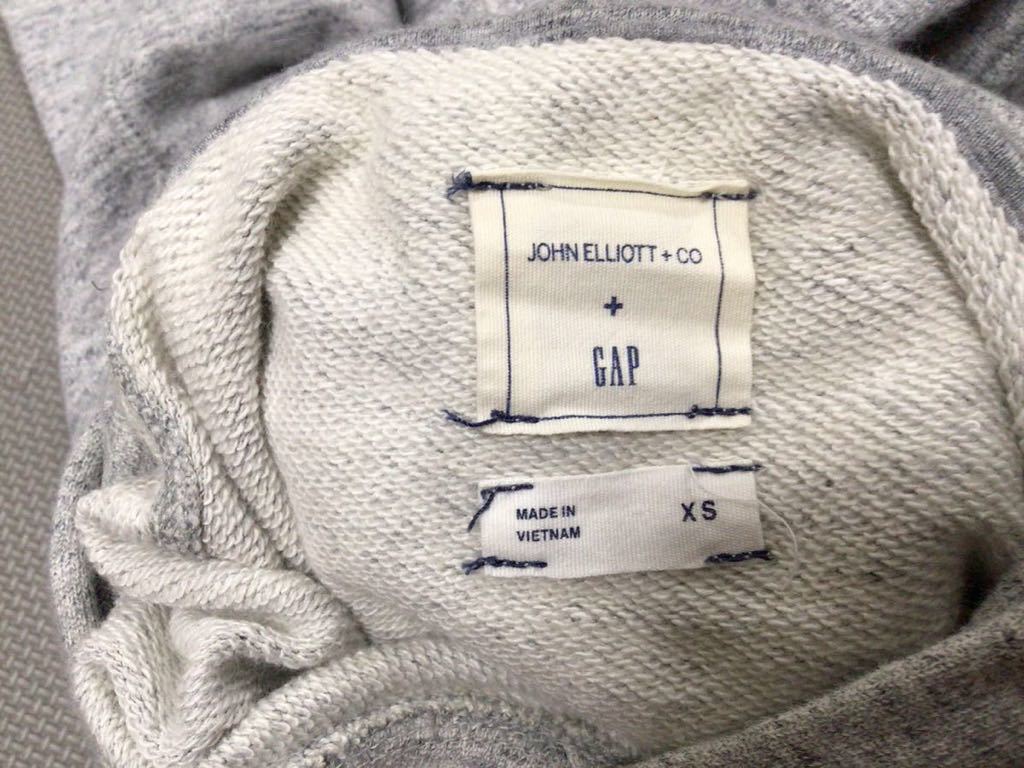 JOHN ELLIOTT + CO
+
GAP
MADE IN
VIETNAM
XS